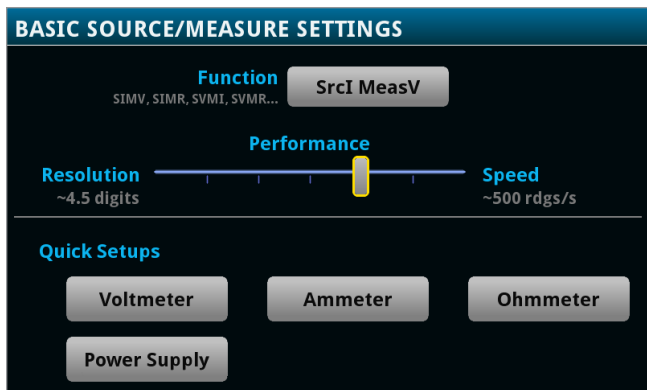 BASIC SOURCE/MEASURE SETTINGS
Function
SrcI MeasV
SIMV, SIMR, SVMI, SVMR...
Performance
Resolution
Speed
~4.5 digits
~500 rdgs/s
Quick Setups
Voltmeter
Ammeter
Ohmmeter
Power Supply